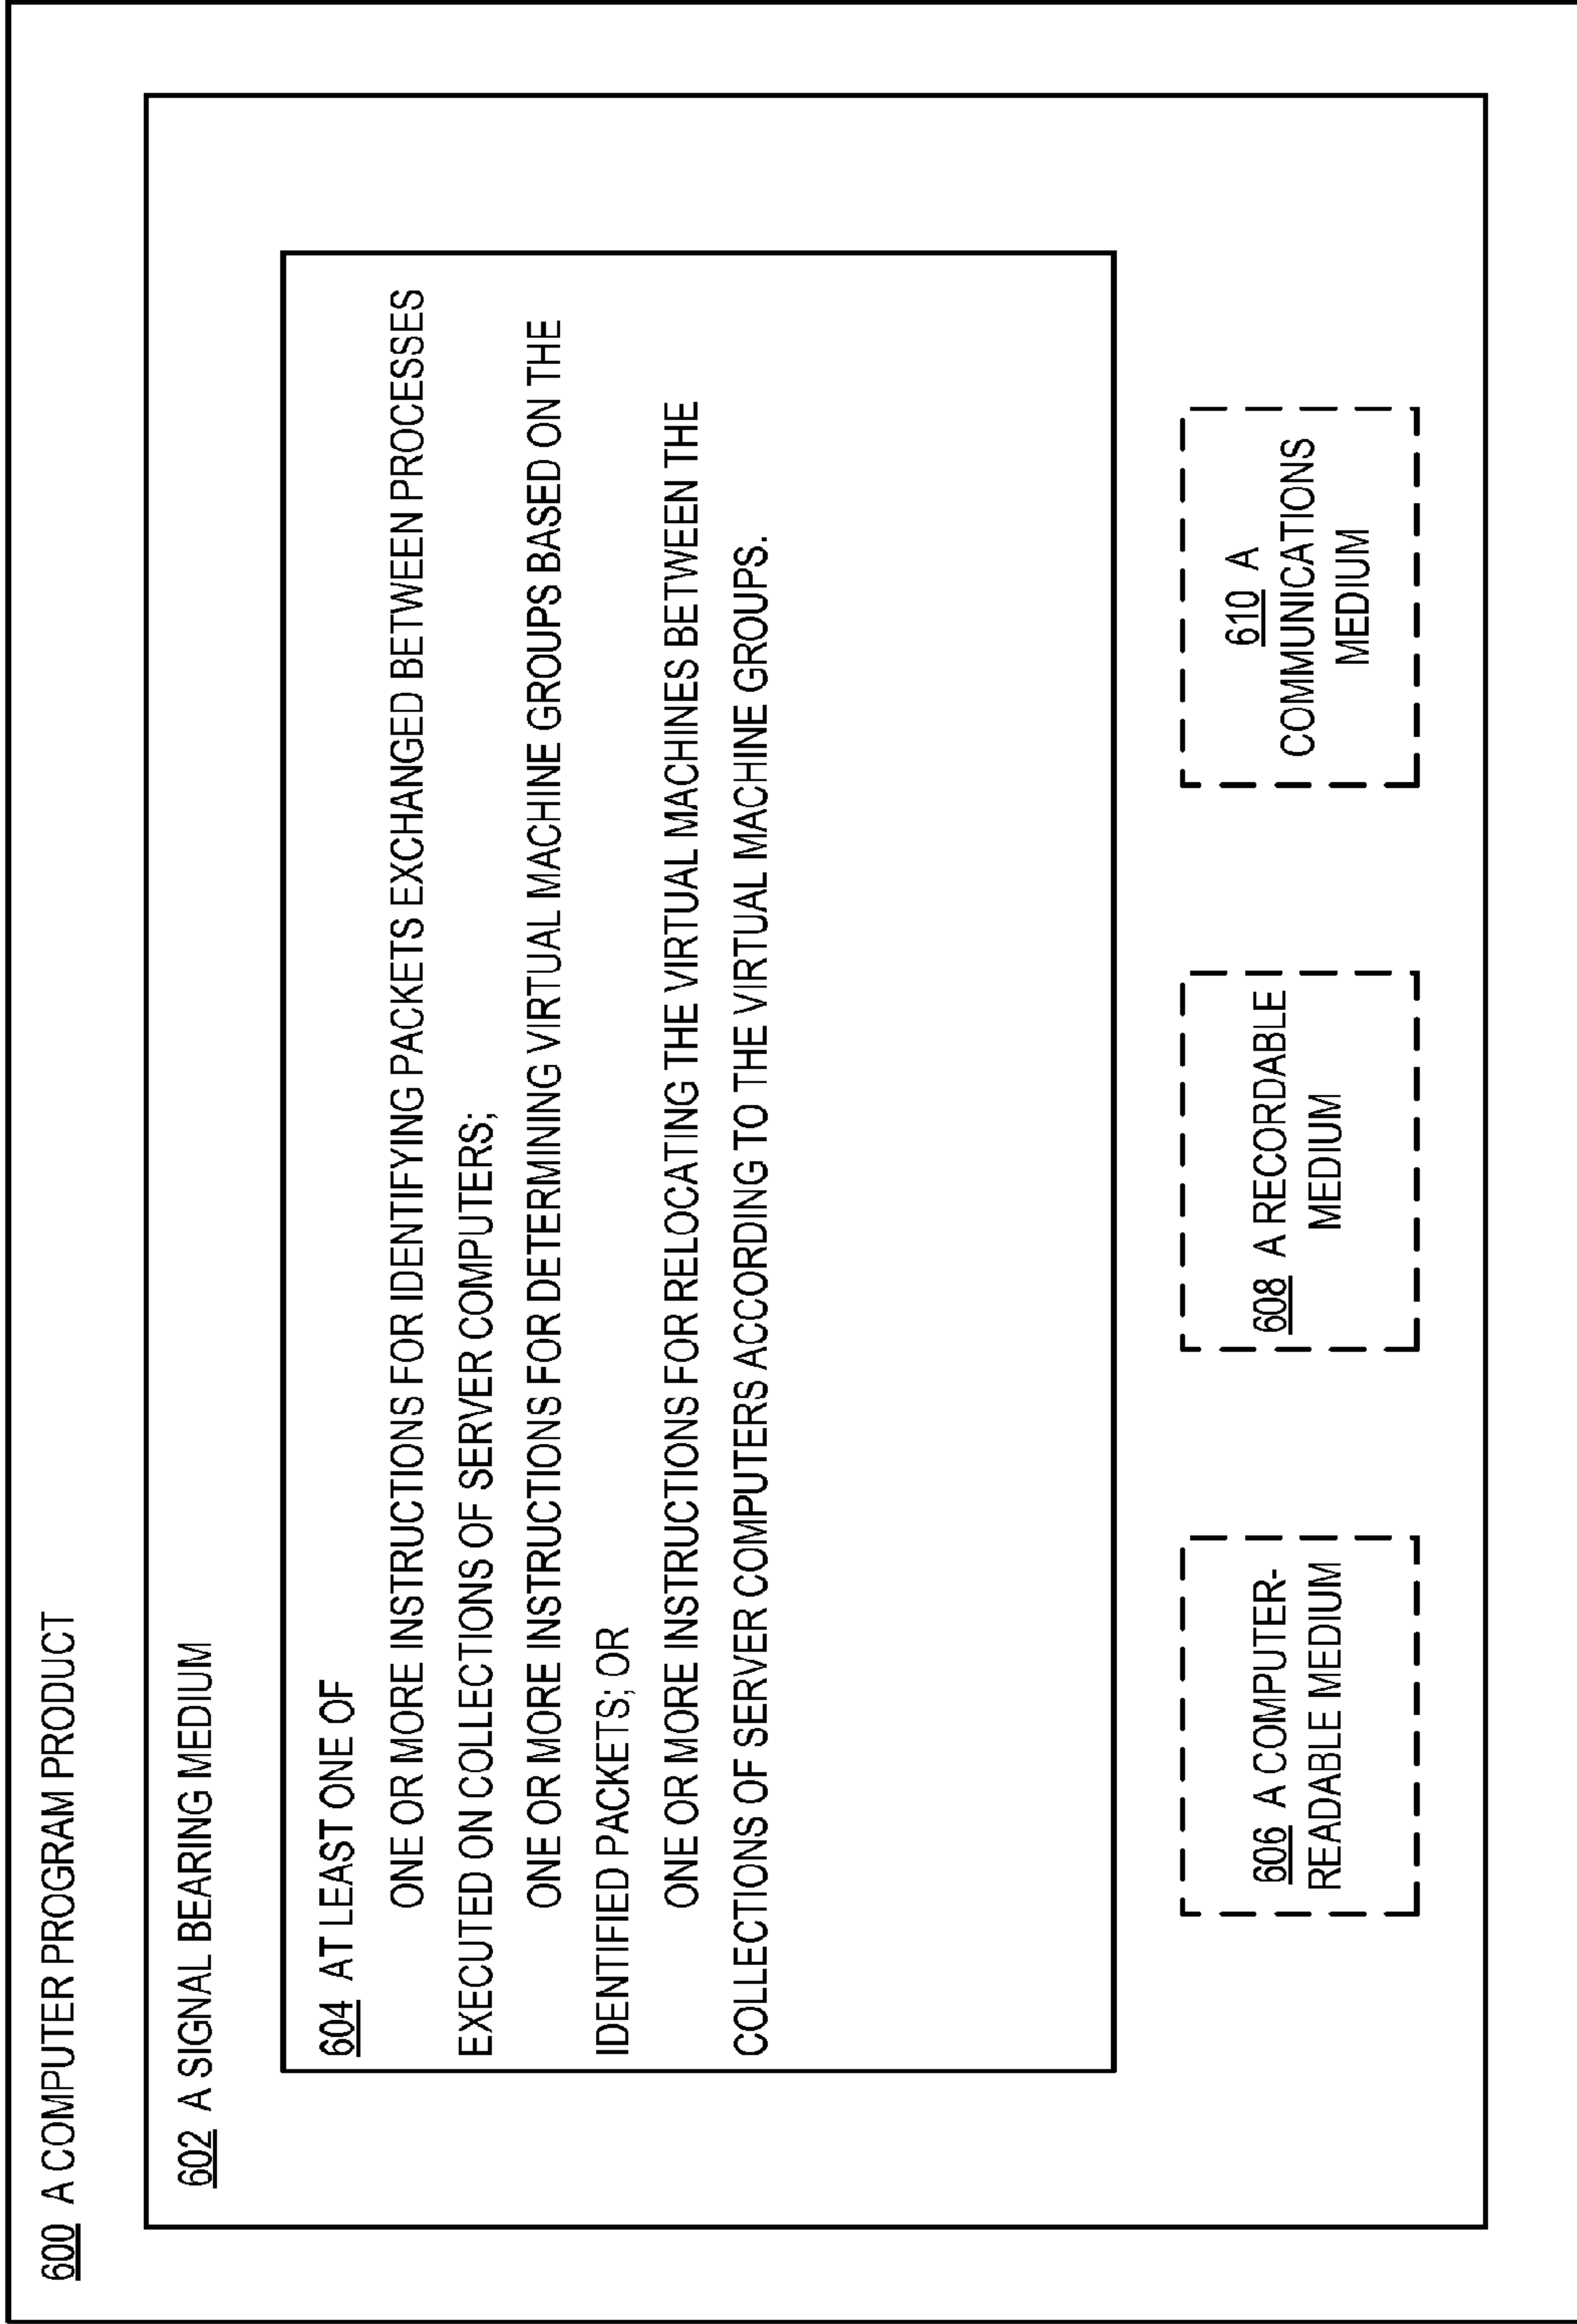 600 A COMPUTER PROGRAM PRODUCT
602 A SIGNAL BEARING MEDIUM
604 AT LEAST ONE OF
ONE OR MORE INSTRUCTIONS FOR IDENTIFYING PACKETS EXCHANGED BETWEEN PROCESSES
EXECUTED ON COLLECTIONS OF SERVER COMPUTERS;
ONE OR MORE INSTRUCTIONS FOR DETERMINING VIRTUAL MACHINE GROUPS BASED ON THE
IDENTIFIED PACKETS; OR
ONE OR MORE INSTRUCTIONS FOR RELOCATING THE VIRTUAL MACHINES BETWEEN THE
COLLECTIONS OF SERVER COMPUTERS ACCORDING TO THE VIRTUAL MACHINE GROUPS.
606 A COMPUTER-
READABLE MEDIUM
608 A RECORDABLE
MEDIUM
610 A
COMMUNICATIONS
MEDIUM